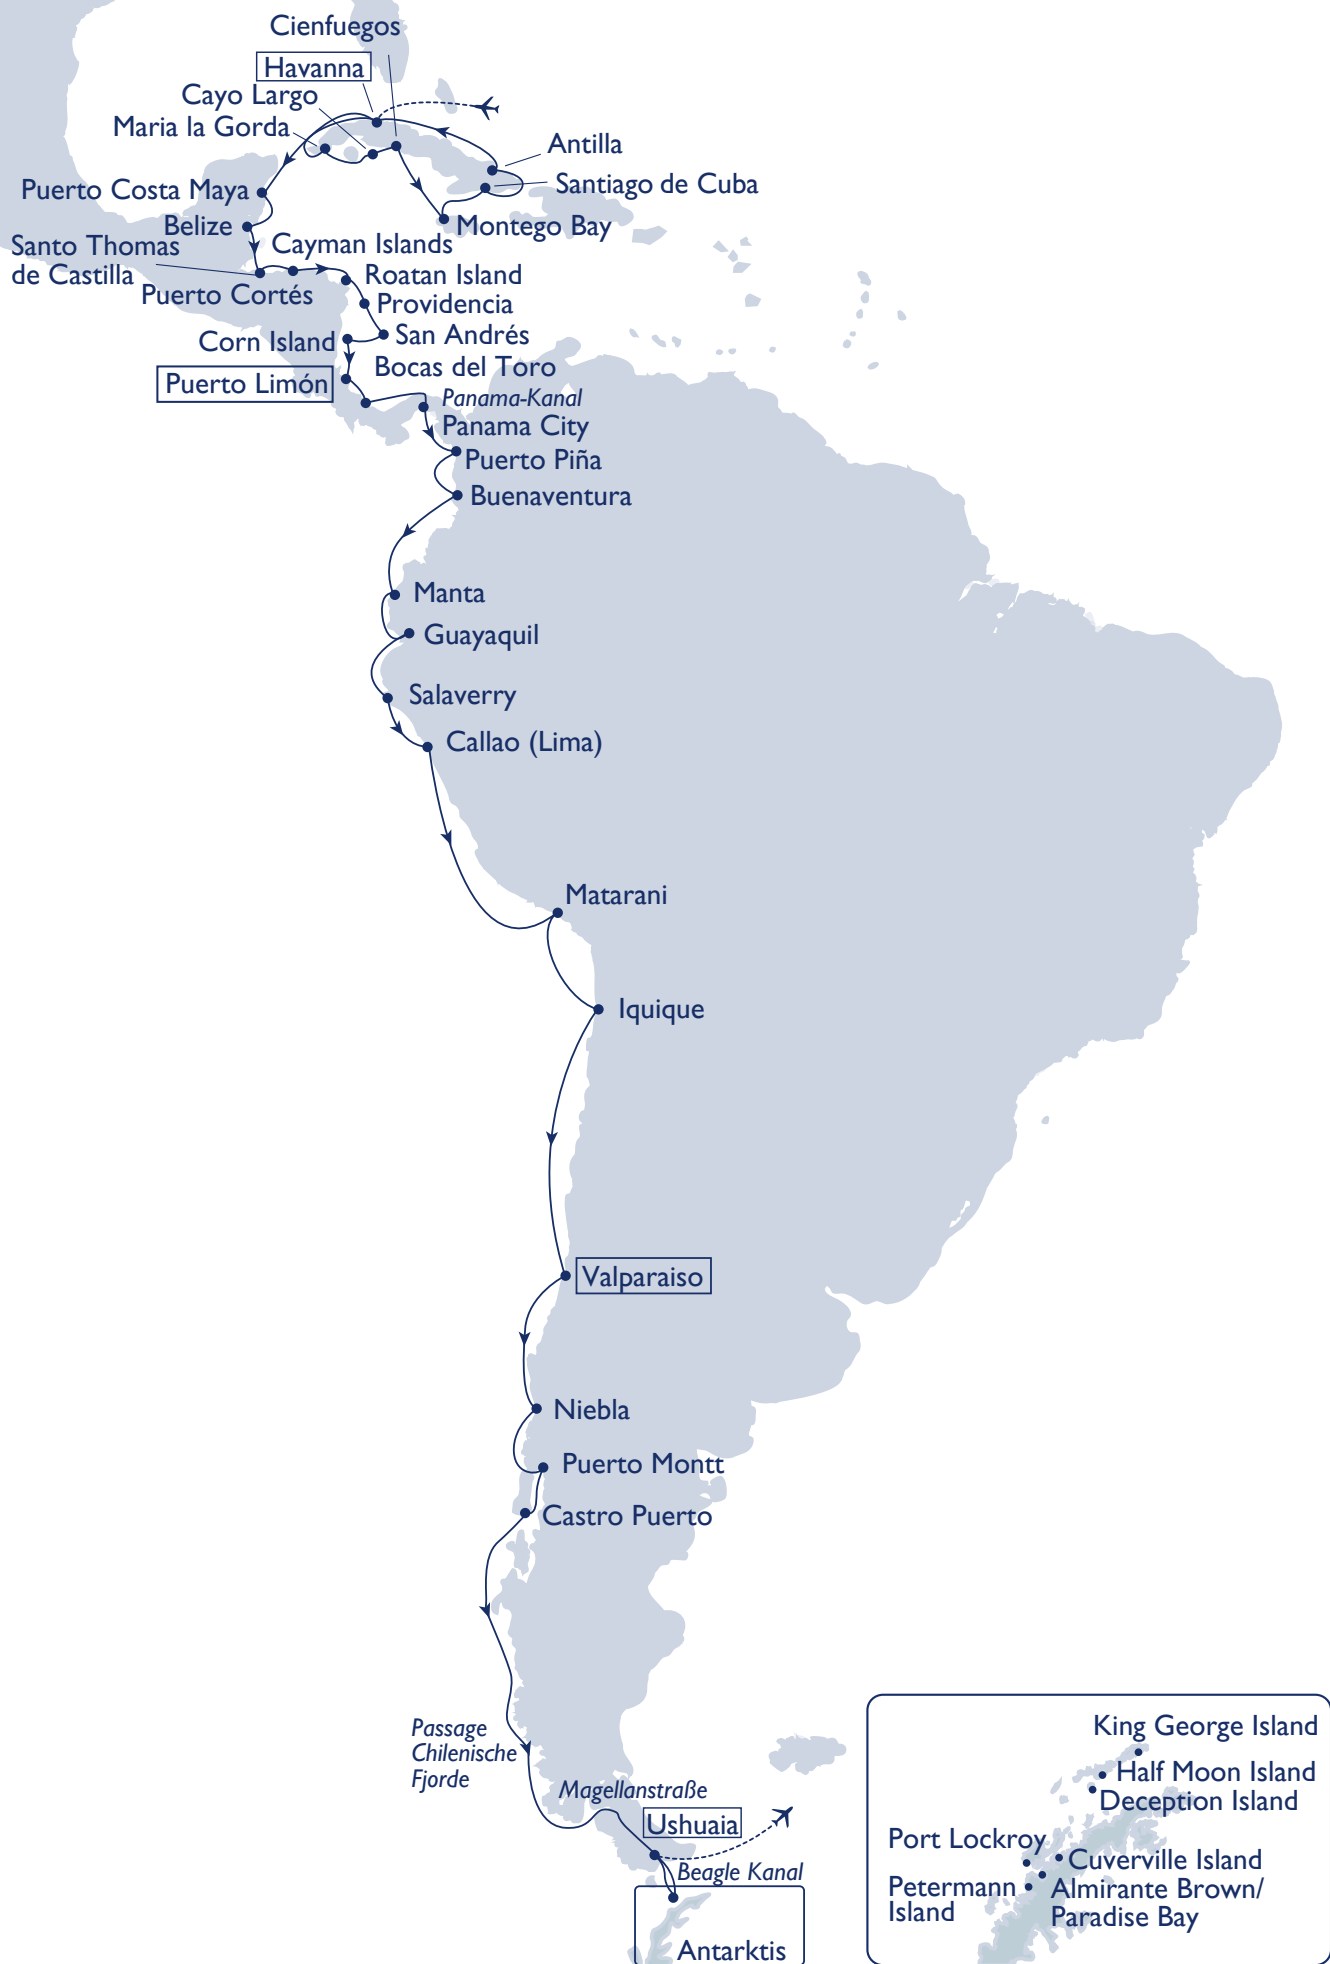 Cienfuegos
Havanna
Cayo Largo
Maria la Gorda
Antilla
Santiago de Cuba
Puerto Costa Maya
Belize
Montego Bay
Santo Thomas
de Castilla
Cayman Islands
Roatan Island
Puerto Cortés
Providencia
San Andrés
Corn Island
Bocas del Toro
Puerto Limón
Panama-Kanal
Panama City
Puerto Piña
Buenaventura
Manta
Guayaquil
Salaverry
Callao (Lima)
Matarani
Iquique
Valparaiso
Niebla
Puerto Montt
Castro Puerto
Passage
Chilenische
Fjorde
Magellanstraße
Ushuaia
Beagle Kanal
Antarktis
King George Island
Half Moon Island
Deception Island
Port Lockroy
Cuverville Island
Petermann
Island
Almirante Brown/
Paradise Bay